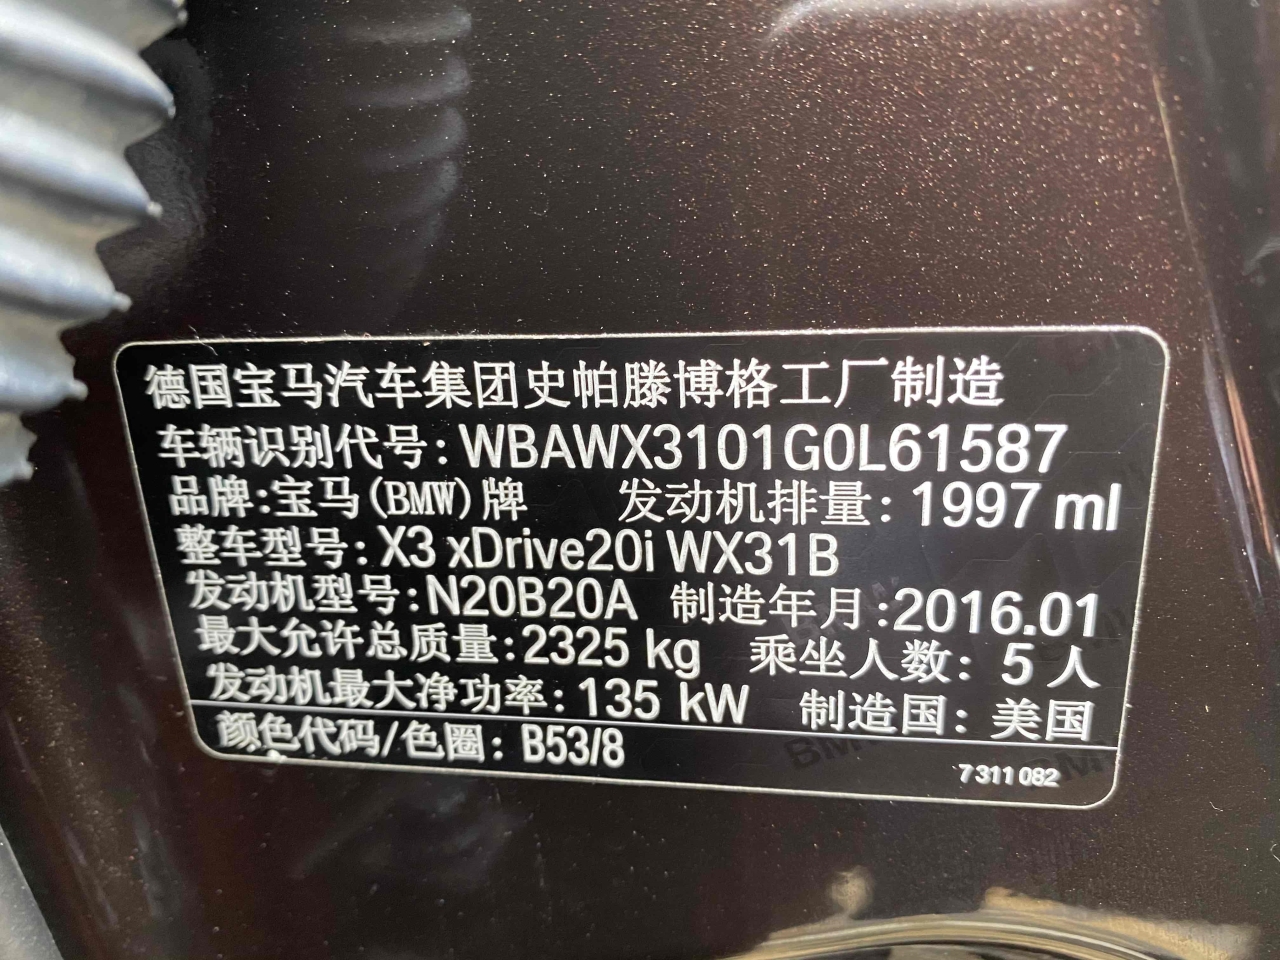 德国宝马汽车集团史帕滕博格工厂制造
车辆识别代号: WBAWX3101G0L61587
品牌:宝马(BMW)牌 发动机排量: 1997 ml
整车型号: X3 xDrive20i WX31B
发动机型号: N20B20A 制造年月:2016.01
最大允许总质量:2325 kg 乘坐人数: 5 人
发动机最大净功率: 135 kW 制造国: 美国
颜色代码/色圈: B53/8
7311082